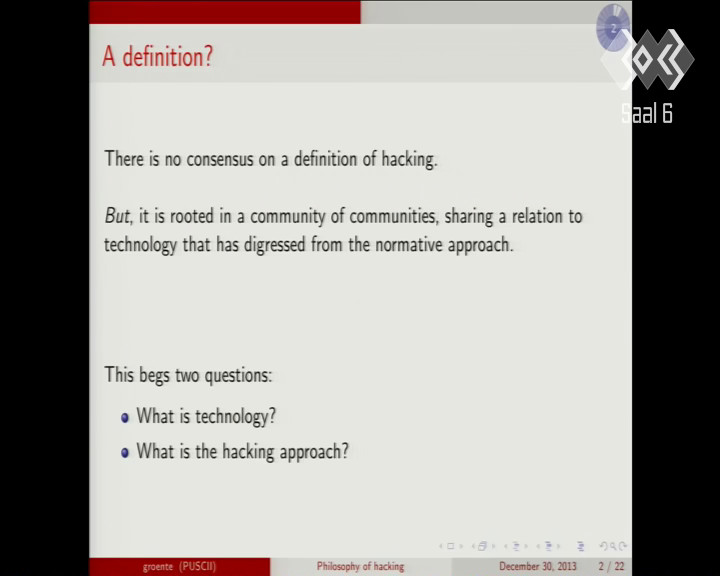 A definition?
2
Saal 6
There is no consensus on a definition of hacking.
But, it is rooted in a community of communities, sharing a relation to
technology that has digressed from the normative approach.
This begs two questions:
What is technology?
What is the hacking approach?
groente (PUSCII)
Philosophy of hacking
December 30, 2013
2 / 22